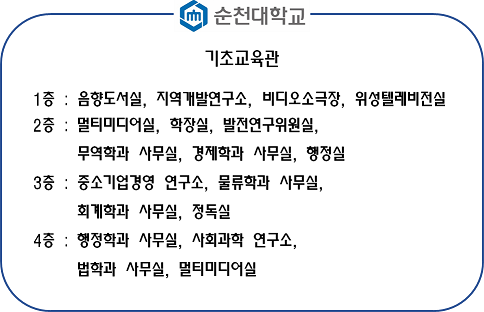 순천대학교
기초교육관
1층 : 음향도서실, 지역개발연구소, 비디오소극장, 위성텔레비전실
2층 : 멀티미디어실, 학장실, 발전연구위원실,
무역학과 사무실, 경제학과 사무실, 행정실
3층 : 중소기업경영 연구소, 물류학과 사무실,
회계학과 사무실, 정독실
4층 : 행정학과 사무실, 사회과학 연구소,
법학과 사무실, 멀티미디어실